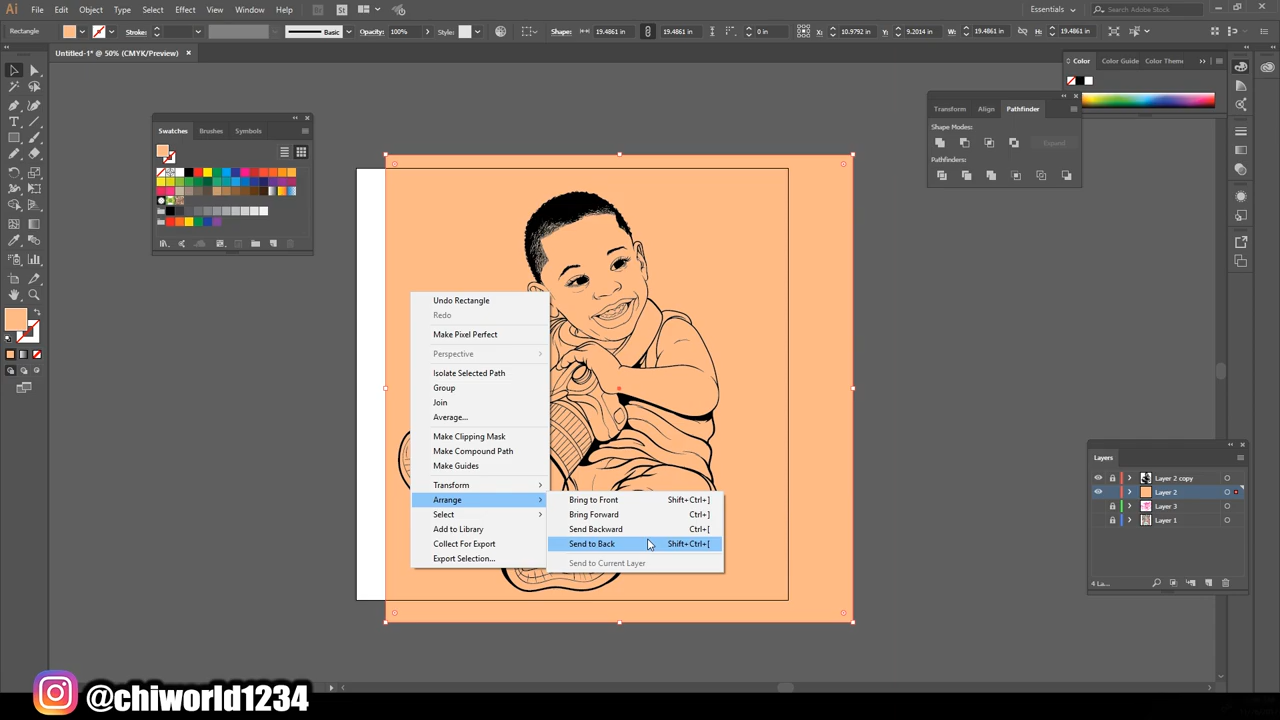 Ai File Edit Object Type Select Effect View Window Help Br St Essentials Search Adobe Stock
Rectangle Stroke: Basic Opacity: 100% Style: Shape: 19.4861 in 19.4861 in 0 in X: 10.9792 in Y: 9.2014 in W: 19.4861 in H: 19.4861 in
Untitled-1* @ 50% (CMYK/Preview) ×
Color Color Guide Color Theme
Transform Align Pathfinder
Shape Modes:
Expand
Pathfinders:
Swatches Brushes Symbols
Undo Rectangle
Redo
Make Pixel Perfect
Perspective
Isolate Selected Path
Group
Join
Average...
Make Clipping Mask
Make Compound Path
Make Guides
Transform
Arrange
Select
Add to Library
Collect For Export
Export Selection...
Bring to Front Shift+Ctrl+]
Bring Forward Ctrl+]
Send Backward Ctrl+[
Send to Back Shift+Ctrl+[
Send to Current Layer
Layers
Layer 2 copy
Layer 2
Layer 3
Layer 1
4 La...
@chiworld1234